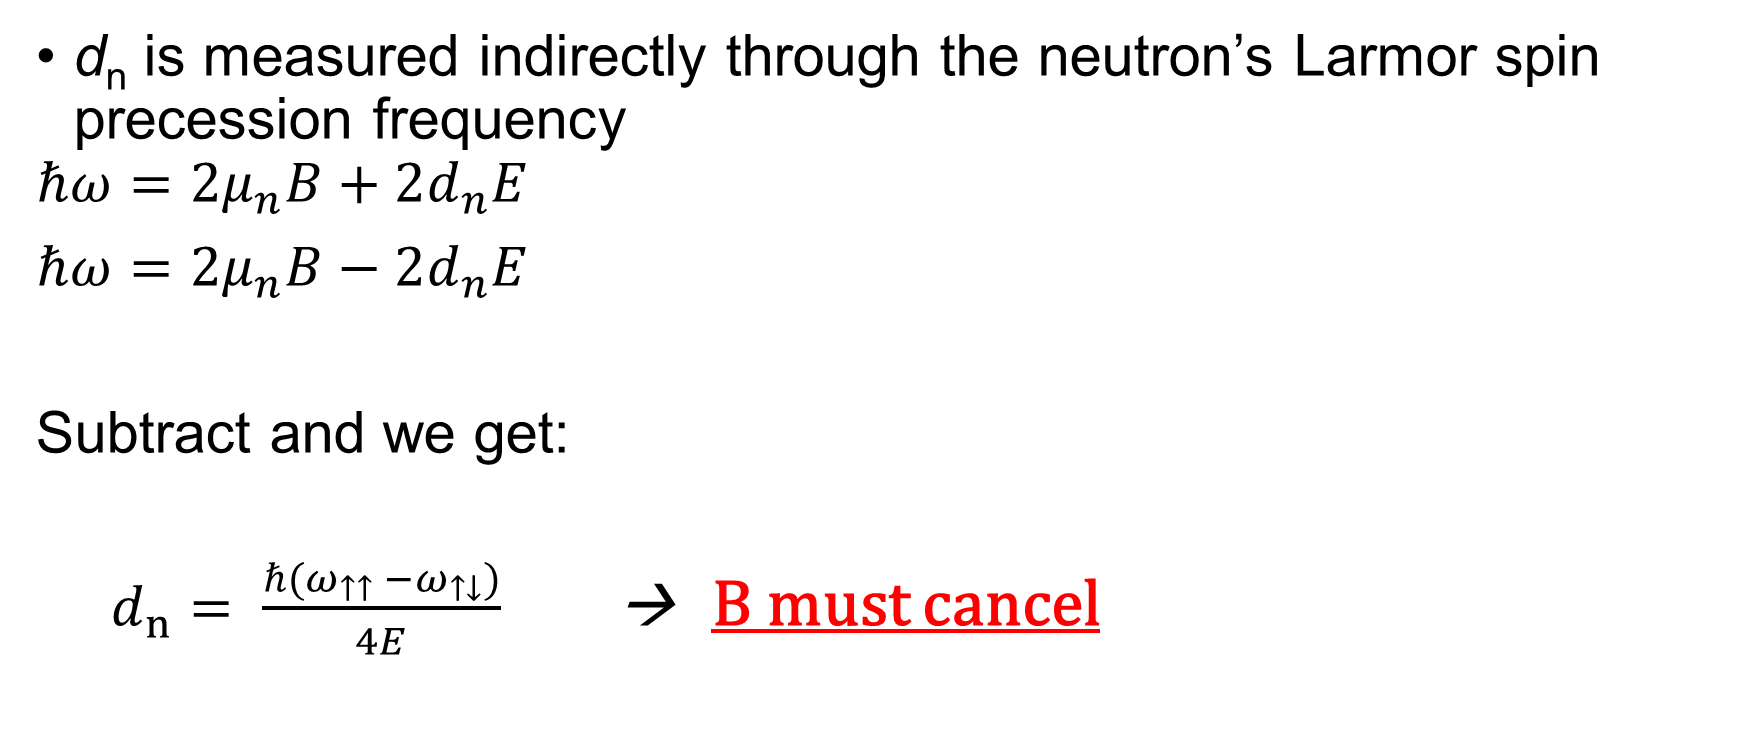 • dₙ is measured indirectly through the neutron’s Larmor spin
precession frequency
ℏω = 2μₙB + 2dₙE
ℏω = 2μₙB − 2dₙE
Subtract and we get:
dₙ = ℏ(ω↑↑ −ω↑↓) / 4E → B must cancel